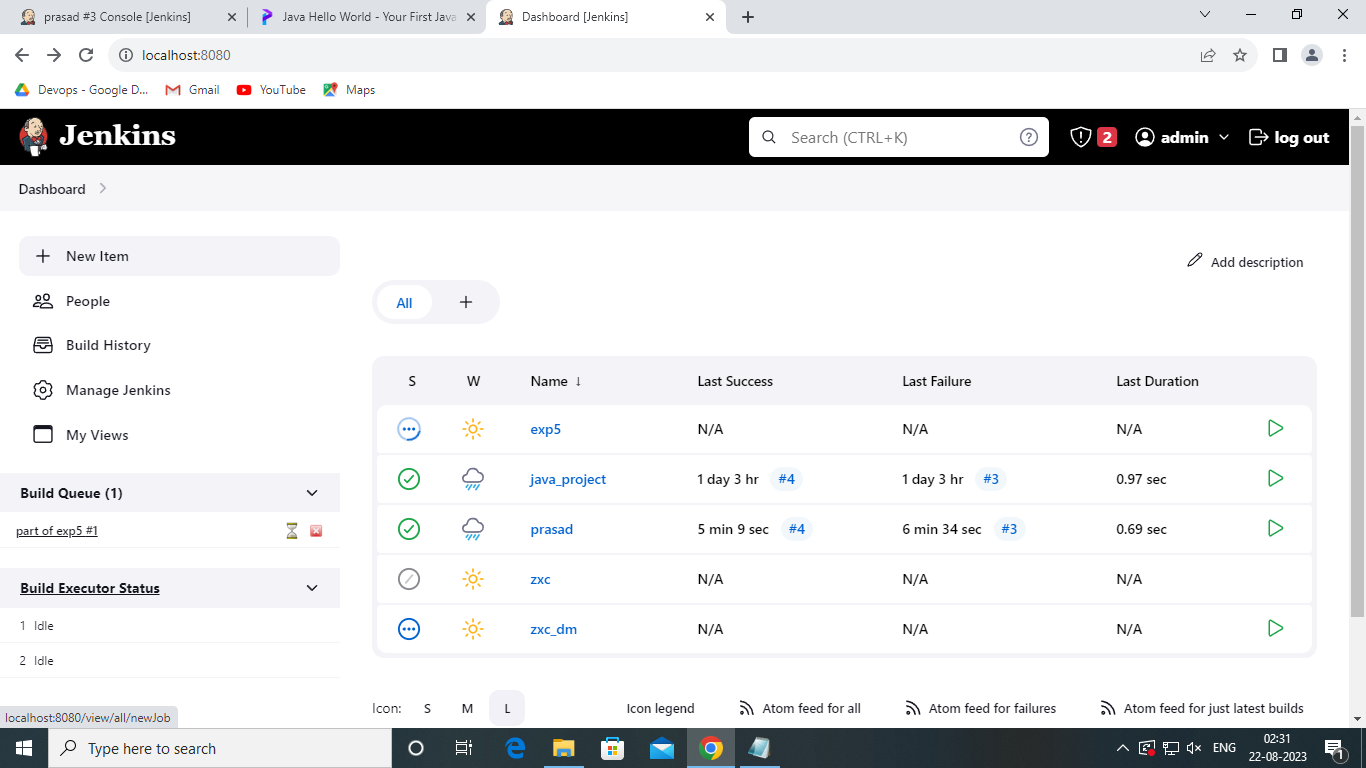 prasad #3 Console [Jenkins]
Java Hello World - Your First Java
Dashboard [Jenkins]
localhost:8080
Devops - Google D...
Gmail
YouTube
Maps
Jenkins
Search (CTRL+K)
2
admin
log out
Dashboard
New Item
People
Build History
Manage Jenkins
My Views
Build Queue (1)
part of exp5 #1
Build Executor Status
1 Idle
2 Idle
Add description
All
S W Name ↓ Last Success Last Failure Last Duration
exp5 N/A N/A N/A
java_project 1 day 3 hr #4 1 day 3 hr #3 0.97 sec
prasad 5 min 9 sec #4 6 min 34 sec #3 0.69 sec
zxc N/A N/A N/A
zxc_dm N/A N/A N/A
Icon: S M L
Icon legend
Atom feed for all
Atom feed for failures
Atom feed for just latest builds
localhost:8080/view/all/newJob
Type here to search
ENG
02:31
22-08-2023
1